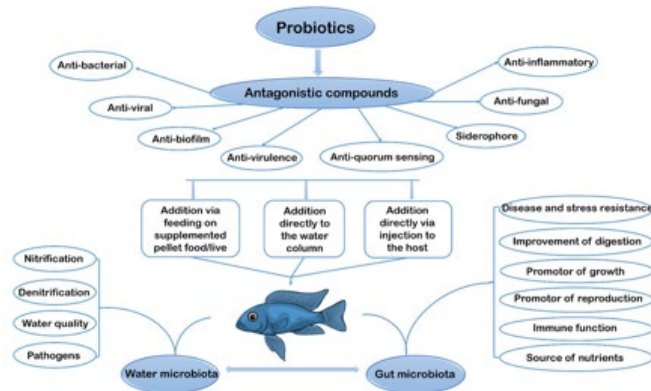 Probiotics
Anti-bacterial
Anti-inflammatory
Antagonistic compounds
Anti-viral
Anti-fungal
Anti-biofilm
Siderophore
Anti-virulence
Anti-quorum sensing
Addition via
feeding on
supplemented
pellet food/live
Addition
directly to
the water
column
Addition
directly via
injection to
the host
Disease and stress resistance
Improvement of digestion
Promotor of growth
Promotor of reproduction
Immune function
Source of nutrients
Nitrification
Denitrification
Water quality
Pathogens
Water microbiota
Gut microbiota